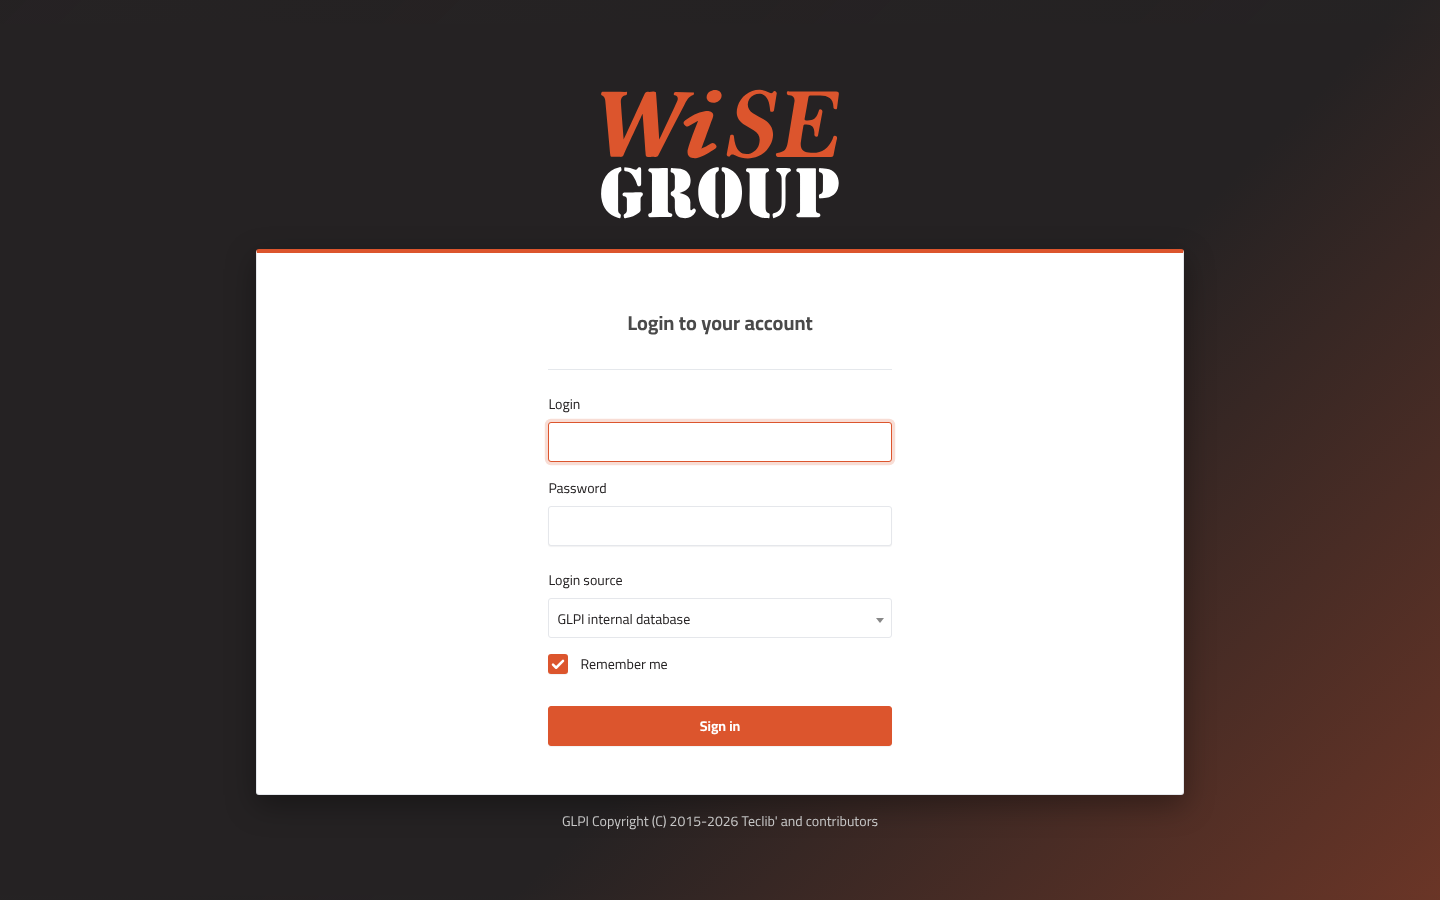 WiSE
GROUP
Login to your account
Login
Password
Login source
GLPI internal database
Remember me
Sign in
GLPI Copyright (C) 2015-2026 Teclib' and contributors